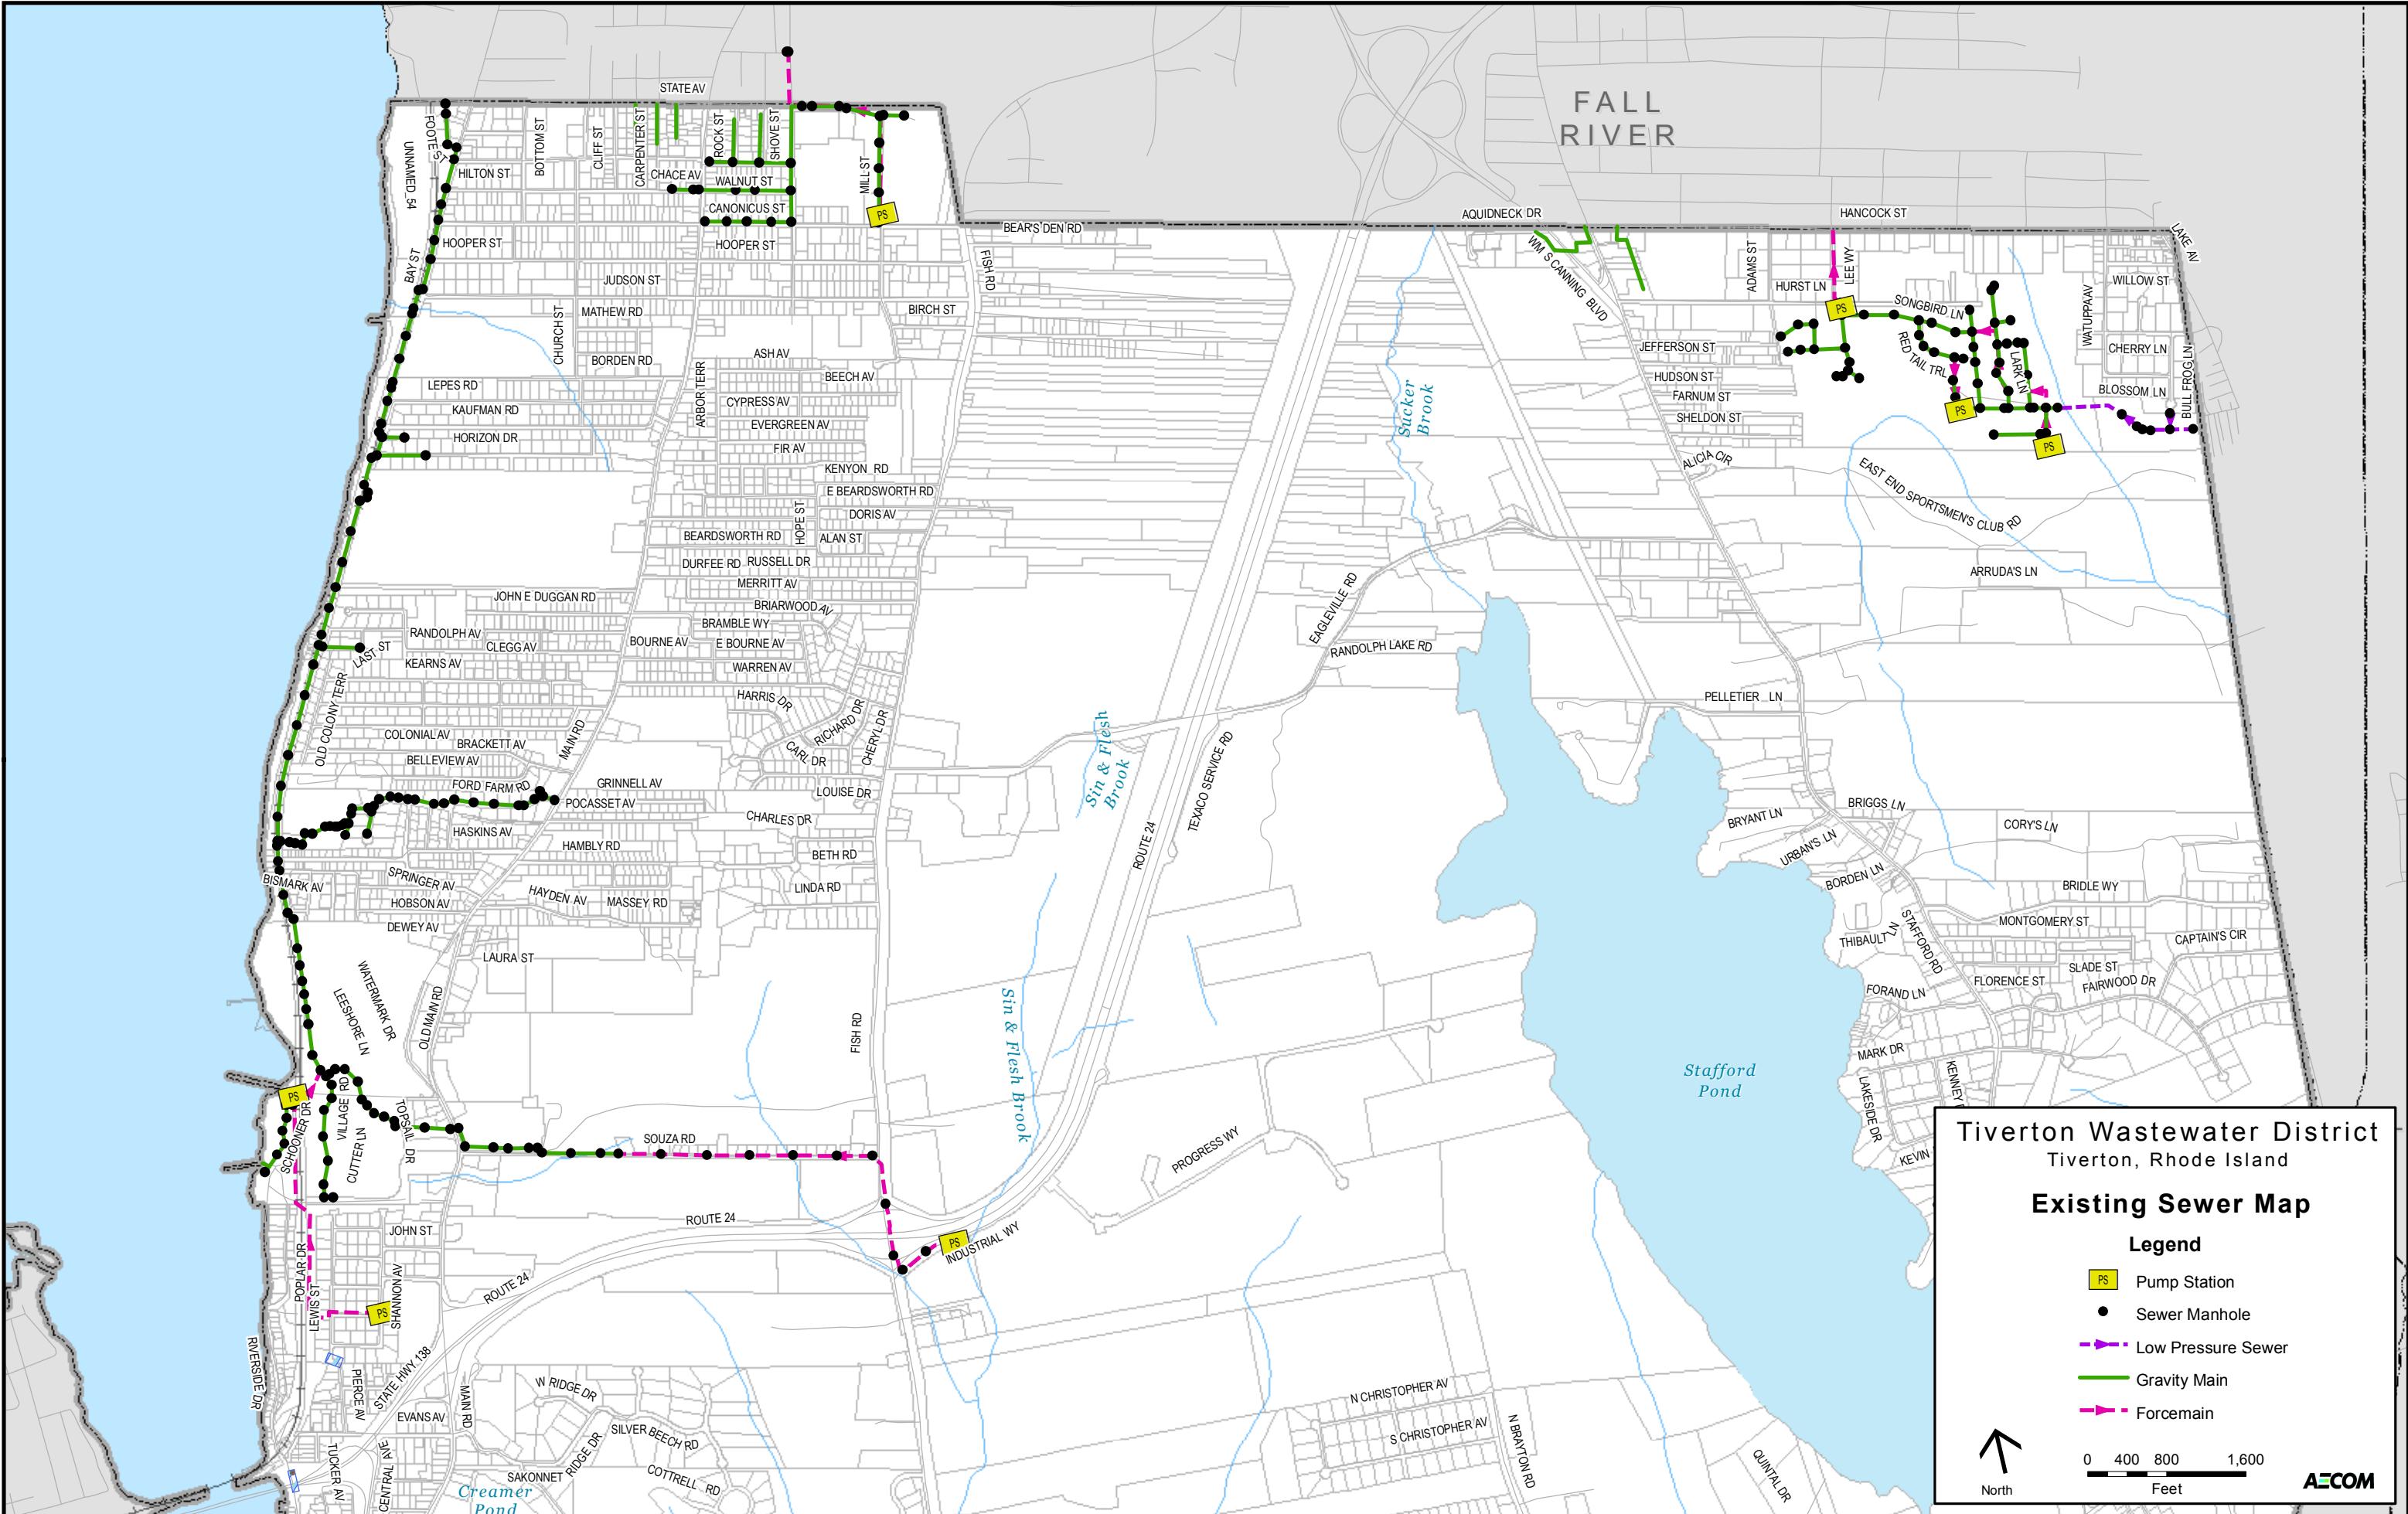 STATE AV
FALL
RIVER
FOOTE ST
UNNAMED_54
BOTTOM ST
CLIFF ST
CARPENTER ST
ROCK ST
SHOVE ST
HILTON ST
CHACE AV
WALNUT ST
MILL ST
CANONICUS ST
PS
HOOPER ST
HOOPER ST
BEAR'S DEN RD
AQUIDNECK DR
HANCOCK ST
LAKE AV
BAY ST
JUDSON ST
FISH RD
WM S CANNING BLVD
ADAMS ST
LEE WY
HURST LN
WATUPPA AV
WILLOW ST
CHURCH ST
MATHEW RD
BIRCH ST
PS
SONGBIRD LN
BORDEN RD
ASH AV
JEFFERSON ST
RED TAIL TRL
LARK LN
CHERRY LN
BULL FROG LN
LEPES RD
ARBOR TERR
BEECH AV
HUDSON ST
BLOSSOM LN
KAUFMAN RD
CYPRESS AV
Sucker
Brook
FARNUM ST
PS
HORIZON DR
EVERGREEN AV
SHELDON ST
FIR AV
PS
KENYON RD
ALICIA CIR
E BEARDSWORTH RD
EAST END SPORTSMEN'S CLUB RD
HOPE ST
DORIS AV
BEARDSWORTH RD
ALAN ST
DURFEE RD
RUSSELL DR
MERRITT AV
ARRUDA'S LN
JOHN E DUGGAN RD
BRIARWOOD AV
EAGLEVILLE RD
BRAMBLE WY
RANDOLPH AV
BOURNE AV
E BOURNE AV
CLEGG AV
RANDOLPH LAKE RD
LAST ST
KEARNS AV
WARREN AV
OLD COLONY TERR
HARRIS DR
PELLETIER LN
RICHARD DR
CHERYL DR
COLONIAL AV
BRACKETT AV
MAIN RD
CARL DR
Sin & Flesh
Brook
TEXACO SERVICE RD
BELLEVIEW AV
FORD FARM RD
GRINNELL AV
LOUISE DR
POCASSET AV
CHARLES DR
BRYANT LN
BRIGGS LN
HASKINS AV
CORY'S LN
HAMBLY RD
BETH RD
ROUTE 24
URBAN'S LN
BISMARK AV
SPRINGER AV
HAYDEN AV
LINDA RD
BORDEN LN
BRIDLE WY
HOBSON AV
MASSEY RD
DEWEY AV
STAFFORD RD
MONTGOMERY ST
THIBAULT LN
CAPTAIN'S CIR
LAURA ST
WATERMARK DR
LEESHORE LN
SLADE ST
FLORENCE ST
FAIRWOOD DR
FORAND LN
OLD MAIN RD
FISH RD
Sin & Flesh Brook
MARK DR
Stafford
Pond
LAKESIDE DR
PS
SCHOONER DR
VILLAGE RD
CUTTER LN
TOPSAIL DR
SOUZA RD
PROGRESS WY
JOHN ST
ROUTE 24
PS
INDUSTRIAL WY
POPLAR DR
LEWIS ST
SHANNON AV
PS
ROUTE 24
RIVERSIDE DR
PIERCE AV
STATE HWY 138
W RIDGE DR
N CHRISTOPHER AV
EVANS AV
MAIN RD
SILVER BEECH RD
S CHRISTOPHER AV
N BRAYTON RD
TUCKER AV
CENTRAL AVE
SAKONNET RIDGE DR
COTTRELL RD
QUINTAL DR
Creamer
Pond
KENNEY
KEVIN
Tiverton Wastewater District
Tiverton, Rhode Island
Existing Sewer Map
Legend
PS Pump Station
Sewer Manhole
Low Pressure Sewer
Gravity Main
Forcemain
North
0 400 800 1,600
Feet
AECOM